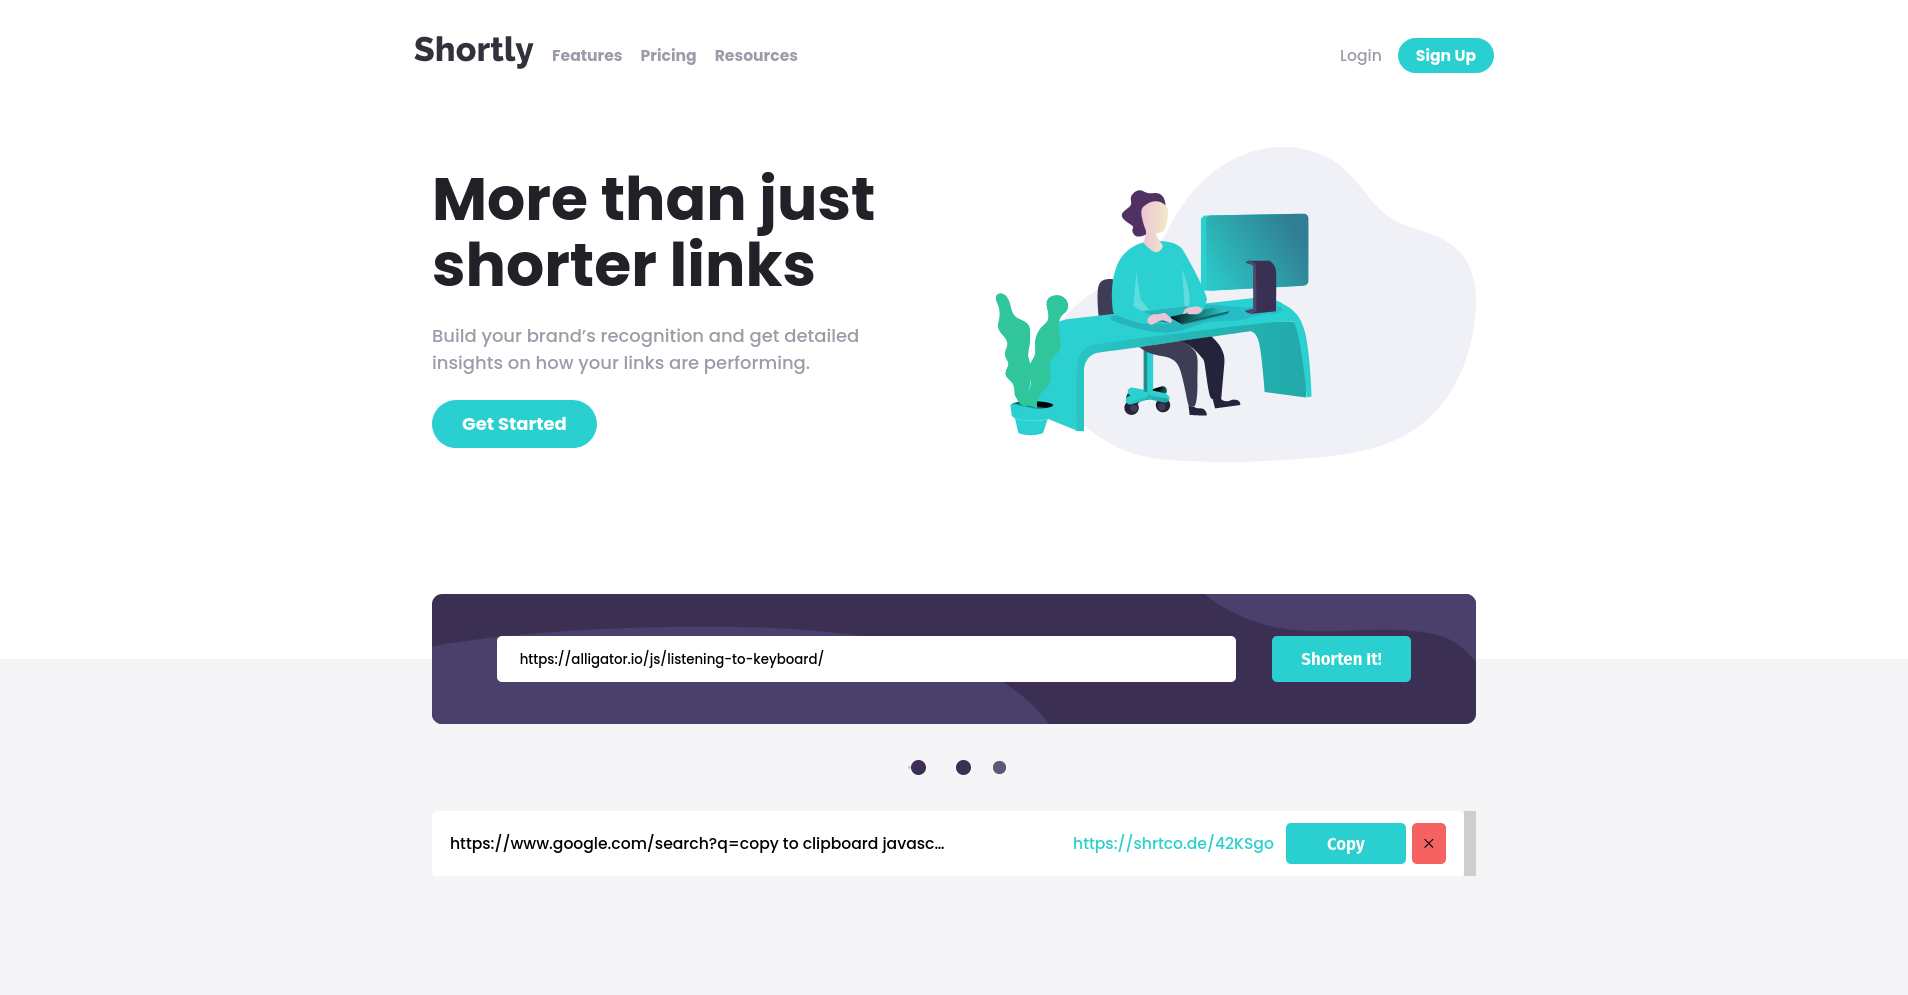 Shortly Features Pricing Resources Login Sign Up
More than just
shorter links
Build your brand’s recognition and get detailed
insights on how your links are performing.
Get Started
https://alligator.io/js/listening-to-keyboard/ Shorten It!
https://www.google.com/search?q=copy to clipboard javasc... https://shrtco.de/42KSgo Copy ×